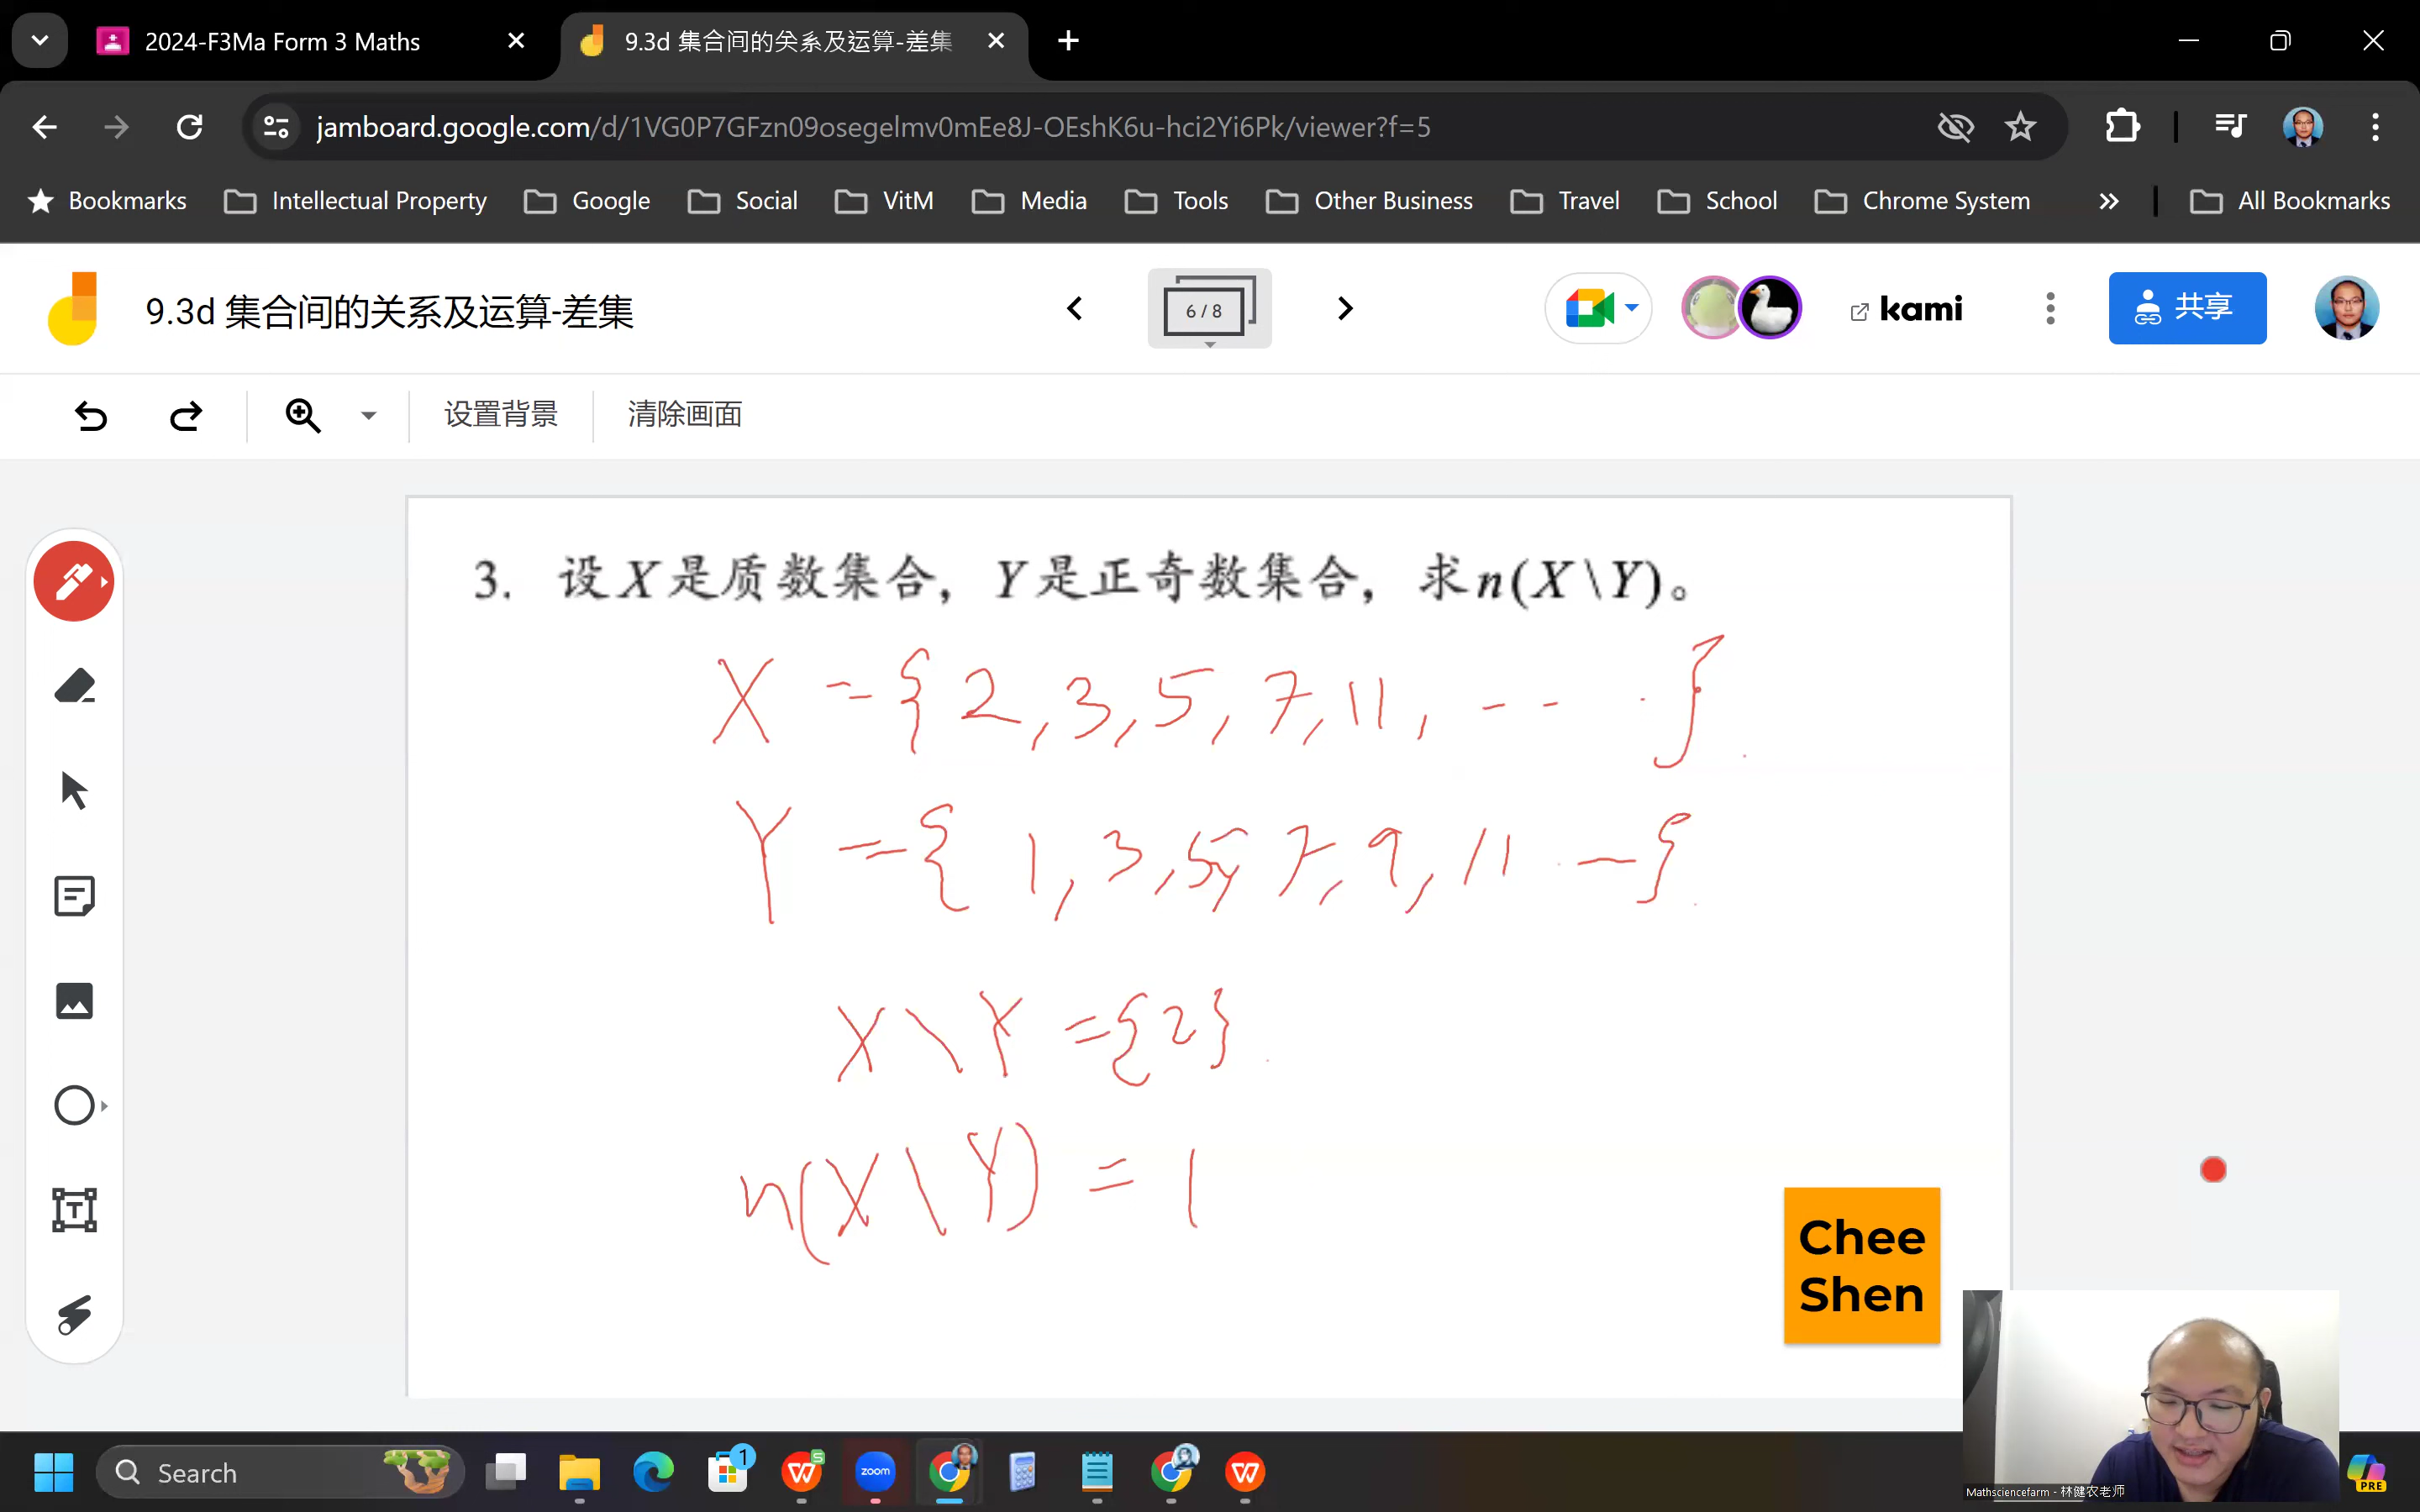 2024-F3Ma Form 3 Maths
9.3d 集合间的关系及运算-差集
jamboard.google.com/d/1VG0P7GFzn09osegelmv0mEe8J-OEshK6u-hci2Yi6Pk/viewer?f=5
Bookmarks Intellectual Property Google Social VitM Media Tools Other Business Travel School Chrome System » All Bookmarks
9.3d 集合间的关系及运算-差集
6 / 8
kami
共享
设置背景 清除画面
3. 设X是质数集合，Y是正奇数集合，求n(X\Y)。
X = { 2, 3, 5, 7, 11, -- · }
Y = { 1, 3, 5, 7, 9, 11 - }
X\Y = {2}
n(X\Y) = 1
Chee
Shen
Mathsciencefarm - 林健农老师
Search
1
zoom
PRE